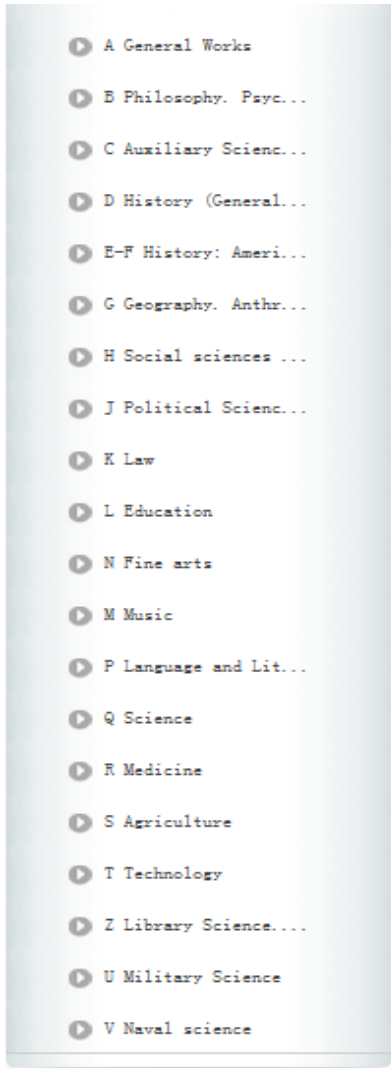 A General Works
B Philosophy. Psyc...
C Auxiliary Scienc...
D History (General...
E-F History: Ameri...
G Geography. Anthr...
H Social sciences ...
J Political Scienc...
K Law
L Education
N Fine arts
M Music
P Language and Lit...
Q Science
R Medicine
S Agriculture
T Technology
Z Library Science....
U Military Science
V Naval science